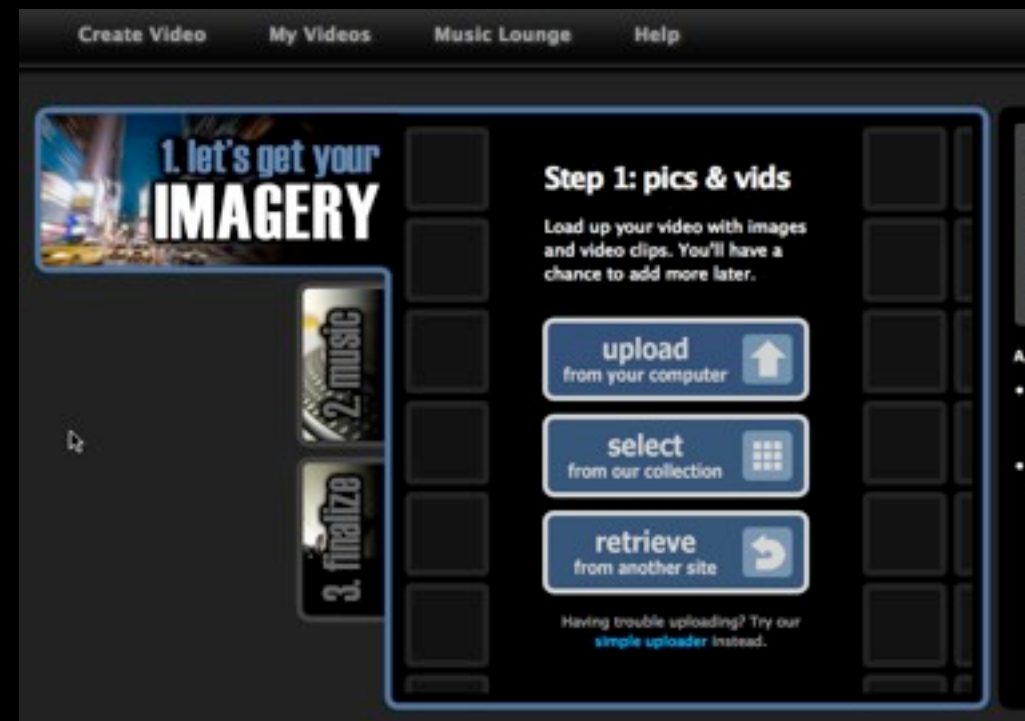 Create Video My Videos Music Lounge Help
1. let's get your
IMAGERY
2. music
3. finalize
Step 1: pics & vids
Load up your video with images
and video clips. You'll have a
chance to add more later.
upload
from your computer
select
from our collection
retrieve
from another site
Having trouble uploading? Try our
simple uploader instead.
A